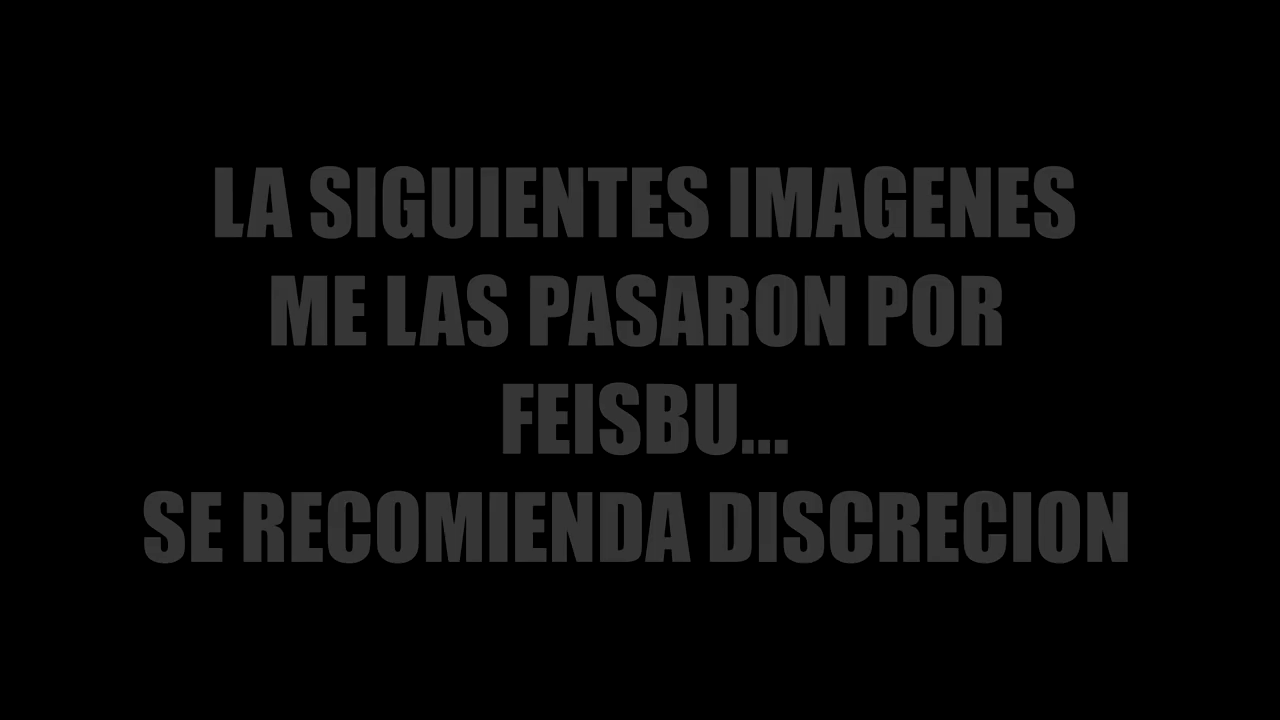 LA SIGUIENTES IMAGENES
ME LAS PASARON POR
FEISBU...
SE RECOMIENDA DISCRECION